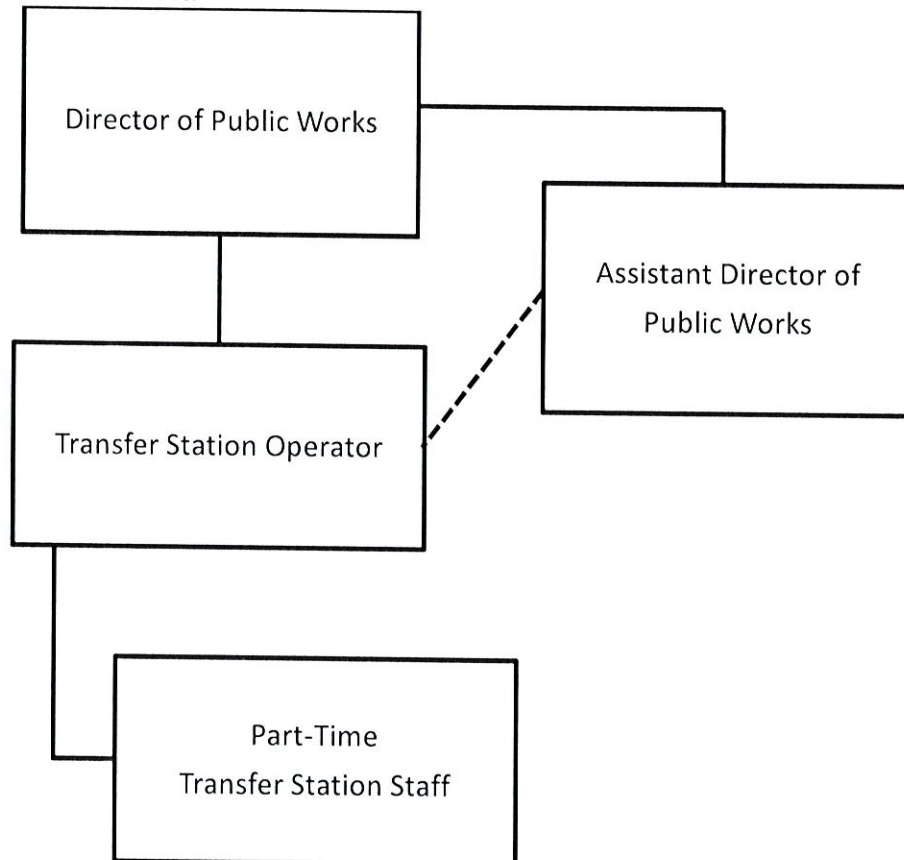 Director of Public Works
Assistant Director of
Public Works
Transfer Station Operator
Part-Time
Transfer Station Staff